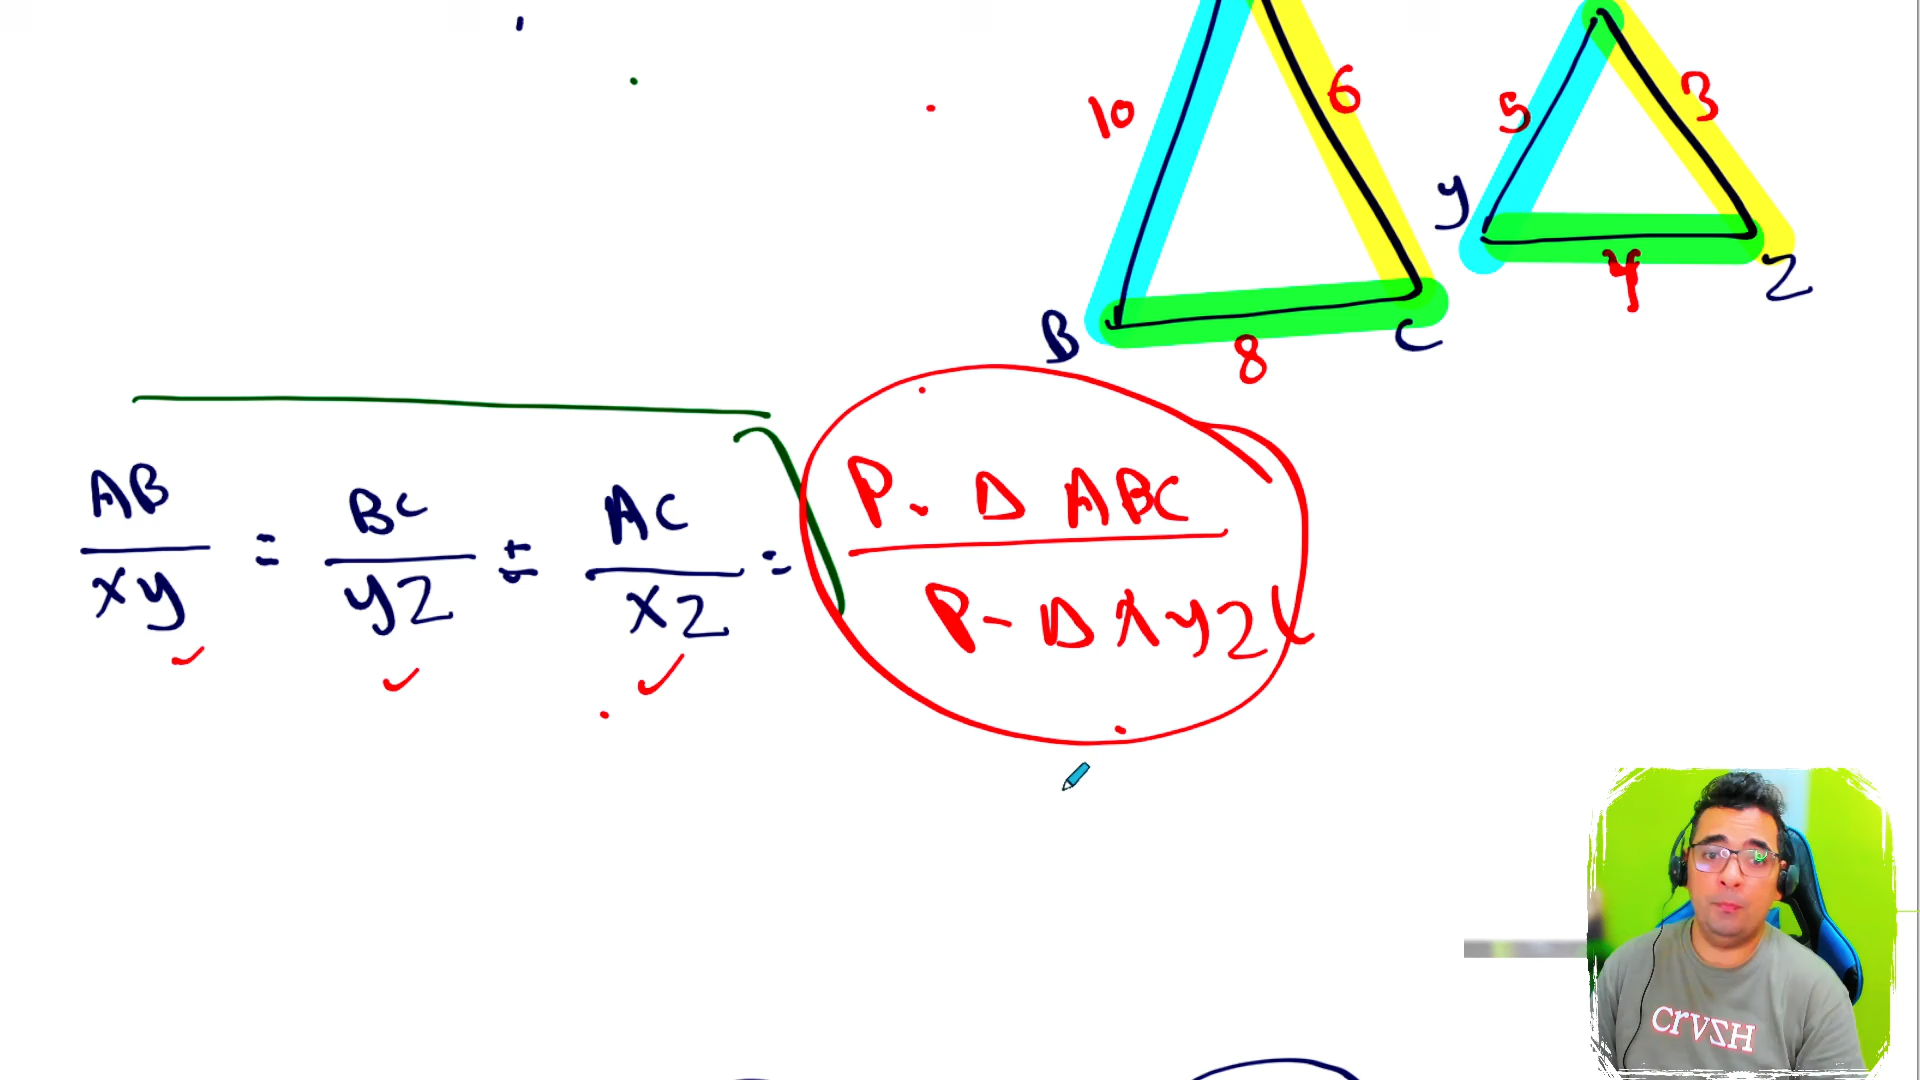 10
6
5
3
y
4
Z
B
8
C
AB/xy = BC/yz = AC/xz = P. Δ ABC/P- Δ xyz
crvsh